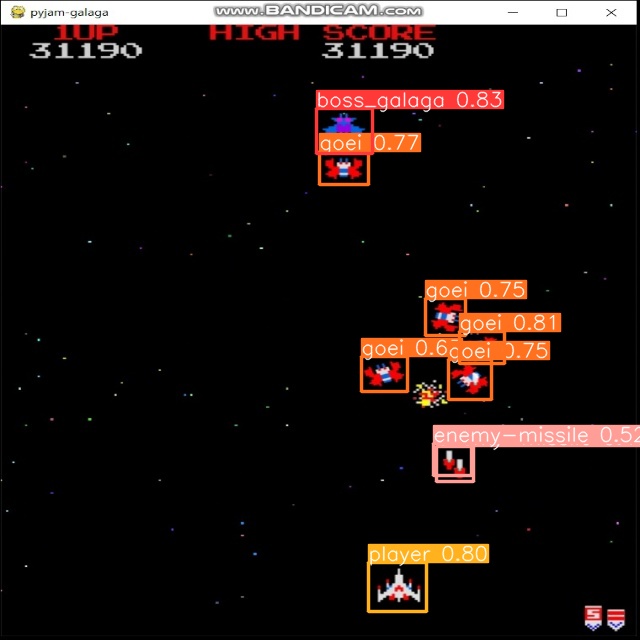 pyjam-galaga
www.BANDICAM.com
1UP HIGH SCORE
31190 31190
boss_galaga 0.83
goei 0.77
goei 0.75
goei 0.81
goei 0.6
goei 0.75
enemy-missile 0.52
player 0.80
5